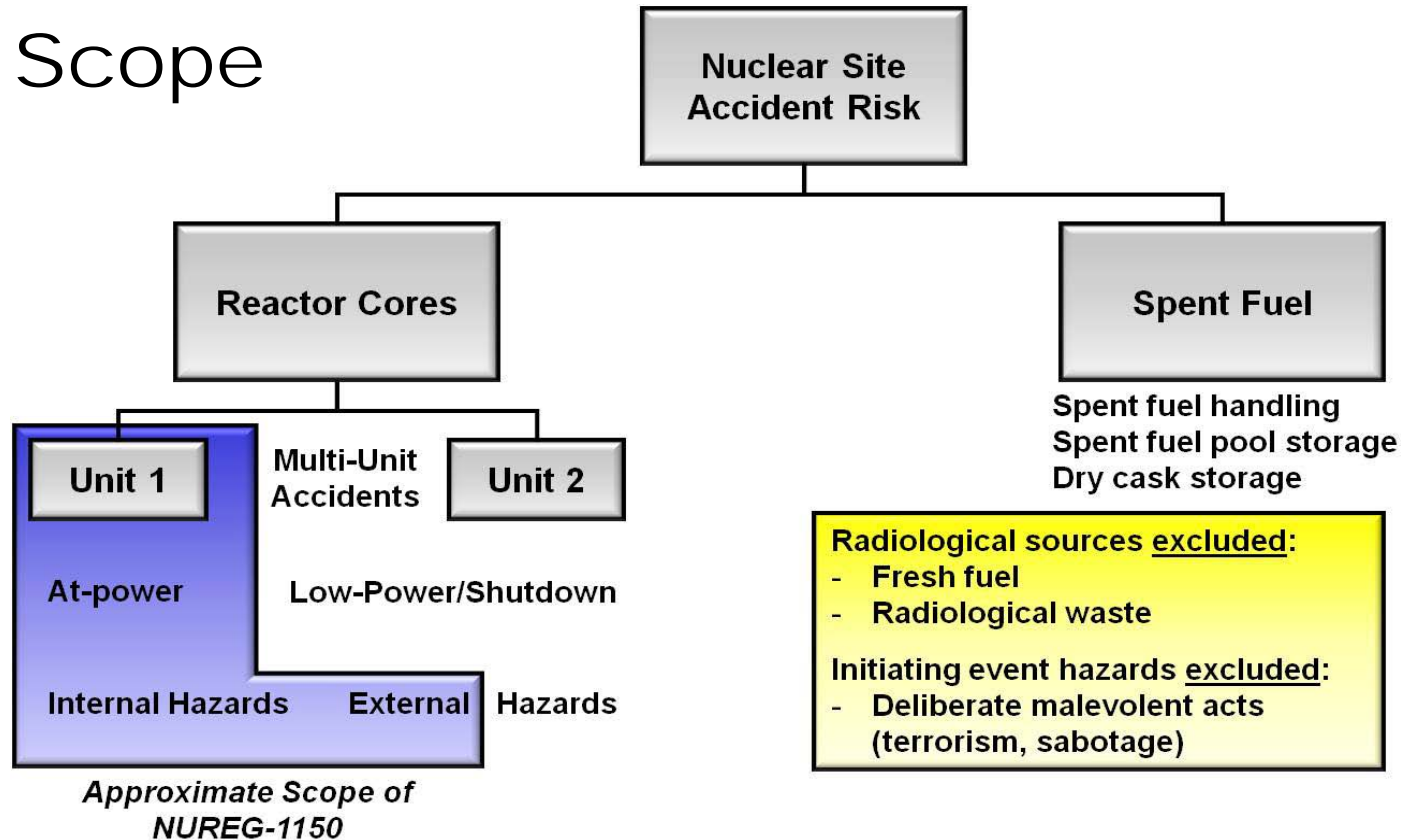 Scope
Nuclear Site
Accident Risk
Reactor Cores
Spent Fuel
Spent fuel handling
Spent fuel pool storage
Dry cask storage
Unit 1
Multi-Unit
Accidents
Unit 2
At-power
Low-Power/Shutdown
Internal Hazards
External Hazards
Approximate Scope of
NUREG-1150
Radiological sources excluded:
- Fresh fuel
- Radiological waste
Initiating event hazards excluded:
- Deliberate malevolent acts
(terrorism, sabotage)